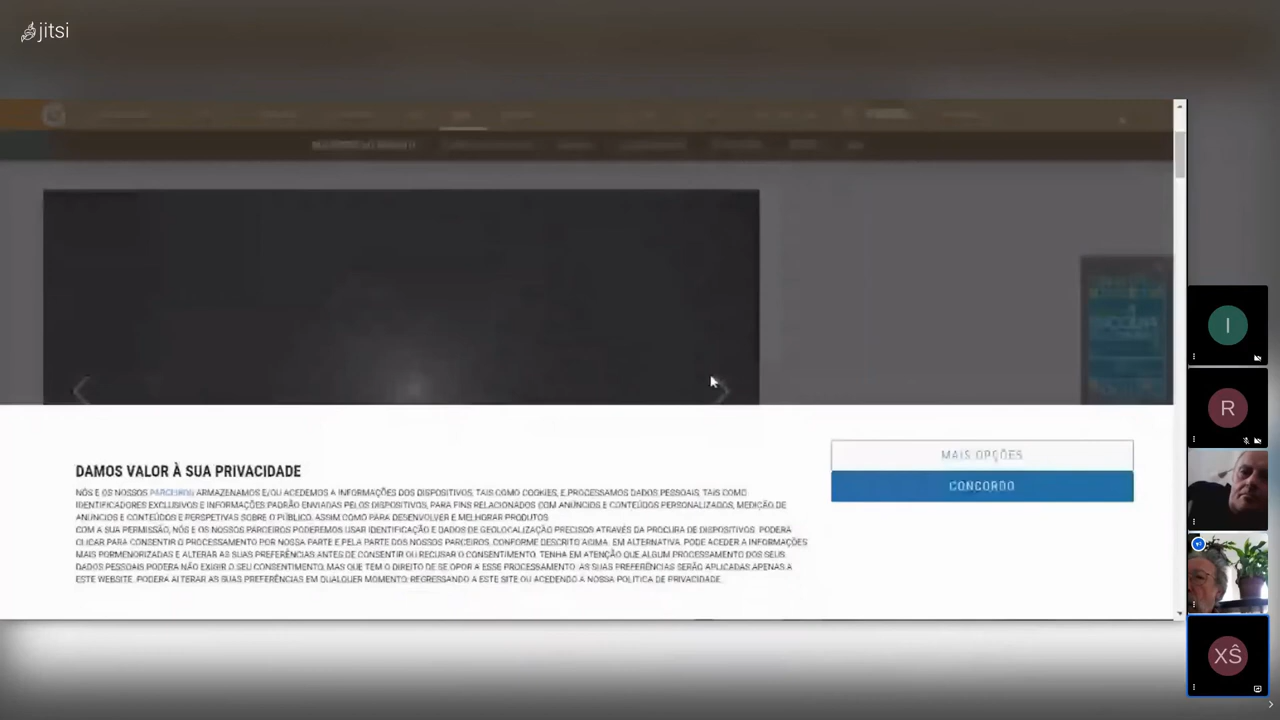 jitsi
DAMOS VALOR À SUA PRIVACIDADE
NÓS E OS NOSSOS PARCEIROS ARMAZENAMOS E/OU ACEDEMOS A INFORMAÇÕES DOS DISPOSITIVOS, TAIS COMO COOKIES, E PROCESSAMOS DADOS PESSOAIS, TAIS COMO
IDENTIFICADORES EXCLUSIVOS E INFORMAÇÕES PADRÃO ENVIADAS PELOS DISPOSITIVOS, PARA FINS RELACIONADOS COM ANÚNCIOS E CONTEÚDOS PERSONALIZADOS, MEDIÇÃO DE
ANÚNCIOS E CONTEÚDOS E PERSPETIVAS SOBRE O PÚBLICO, ASSIM COMO PARA DESENVOLVER E MELHORAR PRODUTOS.
COM A SUA PERMISSÃO, NÓS E OS NOSSOS PARCEIROS PODEREMOS USAR IDENTIFICAÇÃO E DADOS DE GEOLOCALIZAÇÃO PRECISOS ATRAVÉS DA PROCURA DE DISPOSITIVOS. PODERÁ
CLICAR PARA CONSENTIR O PROCESSAMENTO POR NOSSA PARTE E PELA PARTE DOS NOSSOS PARCEIROS, CONFORME DESCRITO ACIMA. EM ALTERNATIVA, PODE ACEDER A INFORMAÇÕES
MAIS PORMENORIZADAS E ALTERAR AS SUAS PREFERÊNCIAS ANTES DE CONSENTIR OU RECUSAR O CONSENTIMENTO. TENHA EM ATENÇÃO QUE ALGUM PROCESSAMENTO DOS SEUS
DADOS PESSOAIS PODERÁ NÃO EXIGIR O SEU CONSENTIMENTO, MAS QUE TEM O DIREITO DE SE OPOR A ESSE PROCESSAMENTO. AS SUAS PREFERÊNCIAS SERÃO APLICADAS APENAS A
ESTE WEBSITE. PODERÁ ALTERAR AS SUAS PREFERÊNCIAS EM QUALQUER MOMENTO, REGRESSANDO A ESTE SITE OU ACEDENDO À NOSSA POLÍTICA DE PRIVACIDADE.
MAIS OPÇÕES
CONCORDO
I
R
XŜ